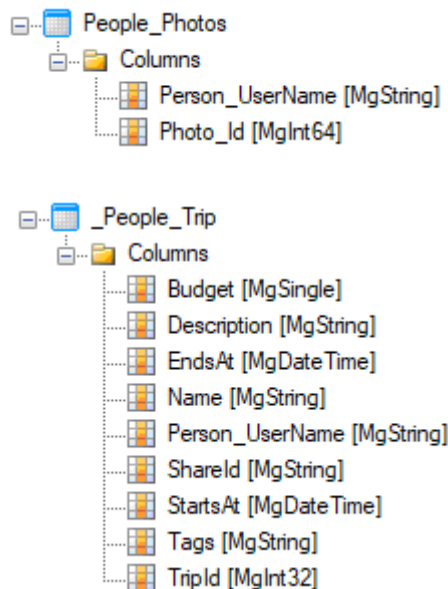 People_Photos
Columns
Person_UserName [MgString]
Photo_Id [MgInt64]
_People_Trip
Columns
Budget [MgSingle]
Description [MgString]
EndsAt [MgDateTime]
Name [MgString]
Person_UserName [MgString]
ShareId [MgString]
StartsAt [MgDateTime]
Tags [MgString]
TripId [MgInt32]